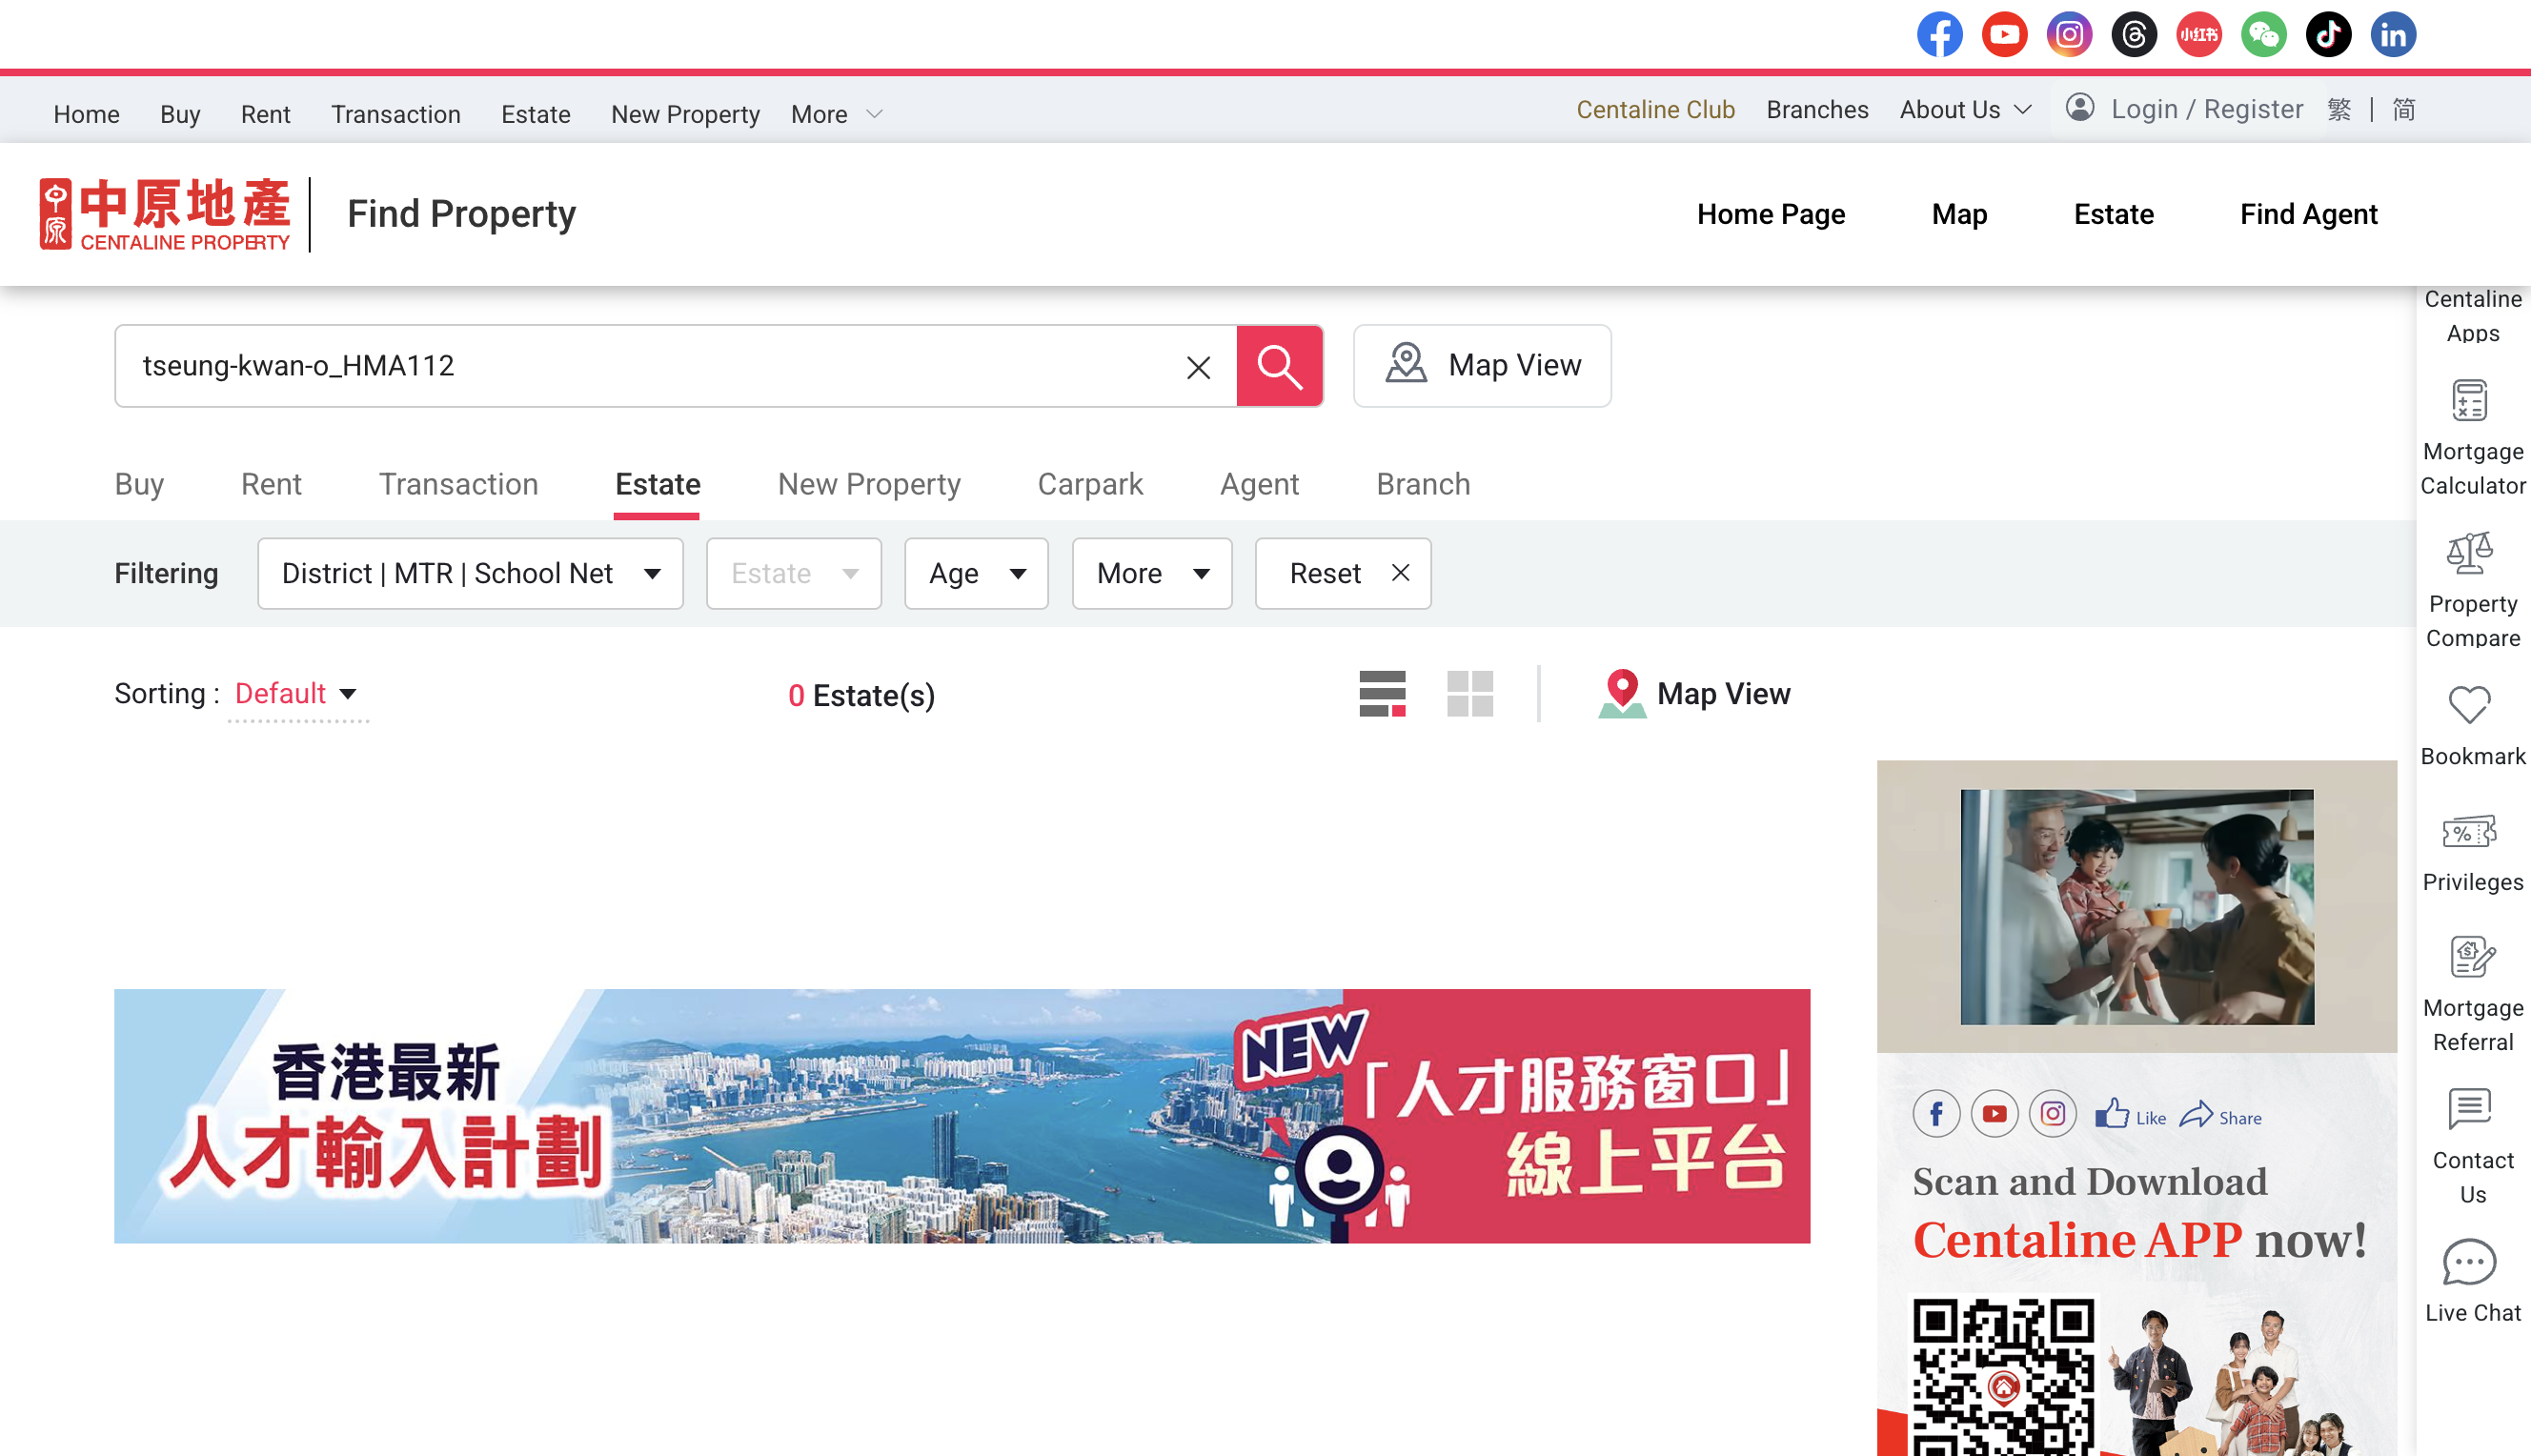 小红书
Home Buy Rent Transaction Estate New Property More
Centaline Club Branches About Us Login / Register 繁 | 简
中原 中原地產
CENTALINE PROPERTY
Find Property
Home Page Map Estate Find Agent
tseung-kwan-o_HMA112
Map View
Buy Rent Transaction Estate New Property Carpark Agent Branch
Filtering District | MTR | School Net Estate Age More Reset
Sorting : Default 0 Estate(s) Map View
香港最新
人才輸入計劃
NEW
「人才服務窗口」
線上平台
Like Share
Scan and Download
Centaline APP now!
Centaline
Apps
Mortgage
Calculator
Property
Compare
Bookmark
Privileges
Mortgage
Referral
Contact
Us
Live Chat